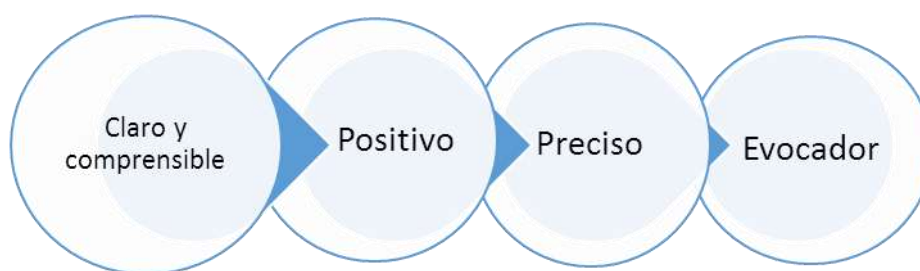 Claro y
comprensible
Positivo
Preciso
Evocador